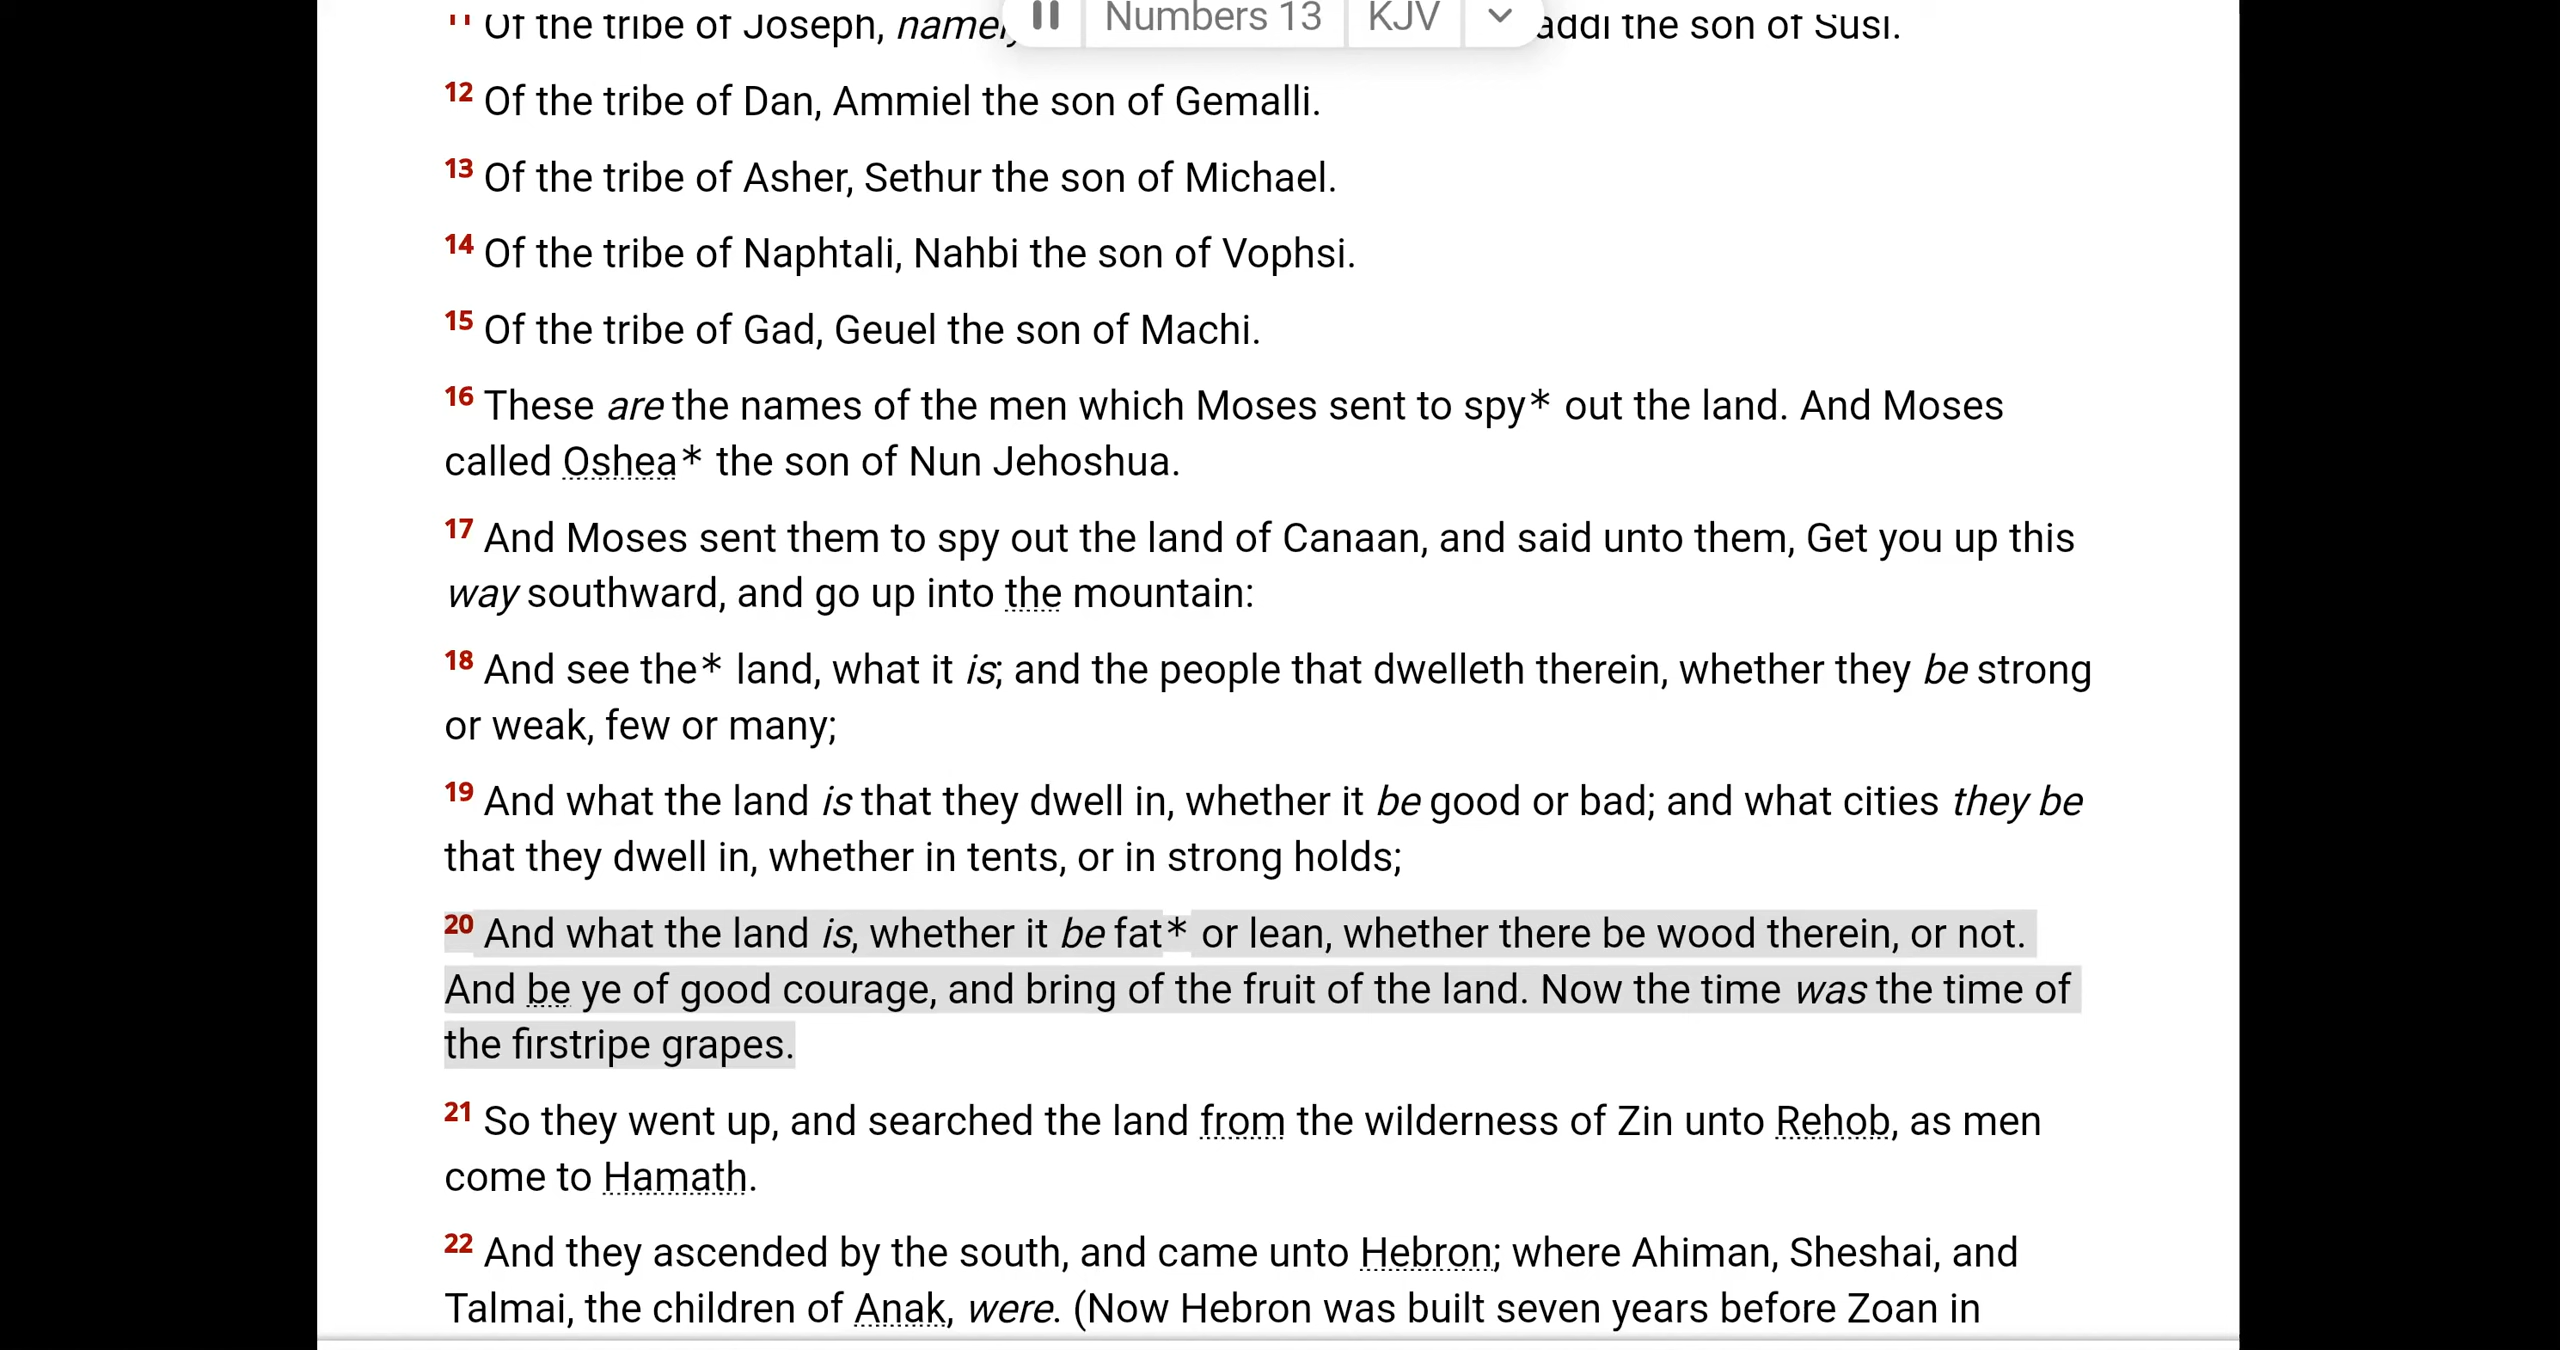 Numbers 13 KJV
11 Of the tribe of Joseph, addi the son of Susi.
12 Of the tribe of Dan, Ammiel the son of Gemalli.
13 Of the tribe of Asher, Sethur the son of Michael.
14 Of the tribe of Naphtali, Nahbi the son of Vophsi.
15 Of the tribe of Gad, Geuel the son of Machi.
16 These are the names of the men which Moses sent to spy* out the land. And Moses
called Oshea* the son of Nun Jehoshua.
17 And Moses sent them to spy out the land of Canaan, and said unto them, Get you up this
way southward, and go up into the mountain:
18 And see the* land, what it is; and the people that dwelleth therein, whether they be strong
or weak, few or many;
19 And what the land is that they dwell in, whether it be good or bad; and what cities they be
that they dwell in, whether in tents, or in strong holds;
20 And what the land is, whether it be fat* or lean, whether there be wood therein, or not.
And be ye of good courage, and bring of the fruit of the land. Now the time was the time of
the firstripe grapes.
21 So they went up, and searched the land from the wilderness of Zin unto Rehob, as men
come to Hamath.
22 And they ascended by the south, and came unto Hebron; where Ahiman, Sheshai, and
Talmai, the children of Anak, were. (Now Hebron was built seven years before Zoan in